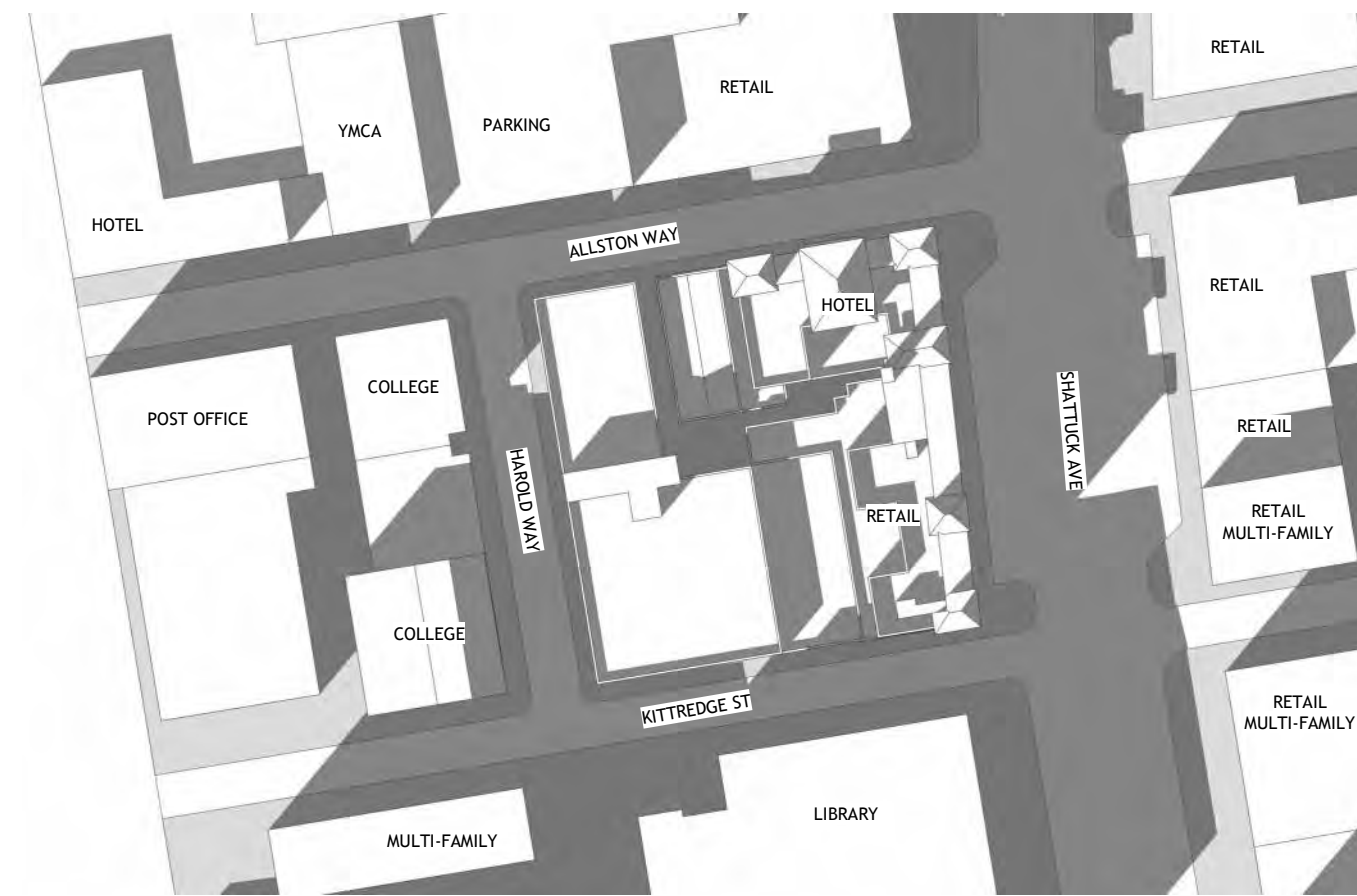 RETAIL
RETAIL
YMCA
PARKING
HOTEL
ALLSTON WAY
HOTEL
RETAIL
COLLEGE
POST OFFICE
SHATTUCK AVE
RETAIL
HAROLD WAY
RETAIL
RETAIL
MULTI-FAMILY
COLLEGE
KITTREDGE ST
RETAIL
MULTI-FAMILY
LIBRARY
MULTI-FAMILY